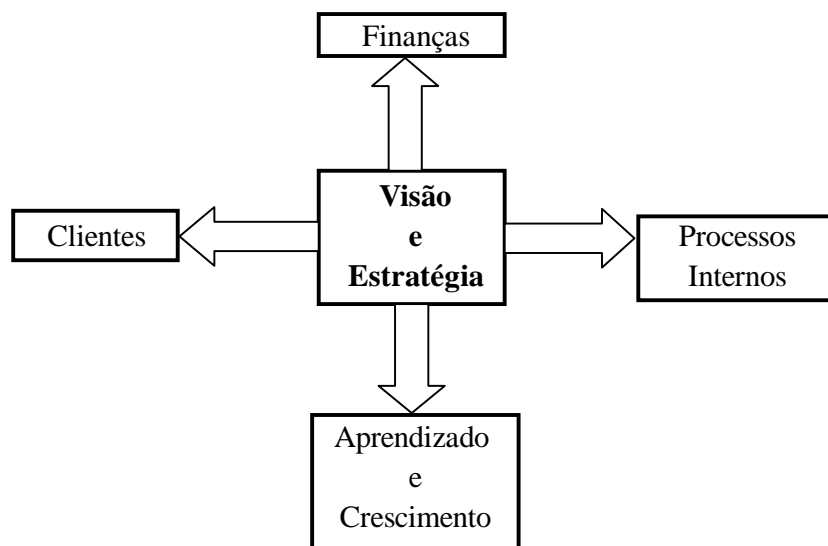 Finanças
Visão
e
Estratégia
Clientes
Processos
Internos
Aprendizado
e
Crescimento